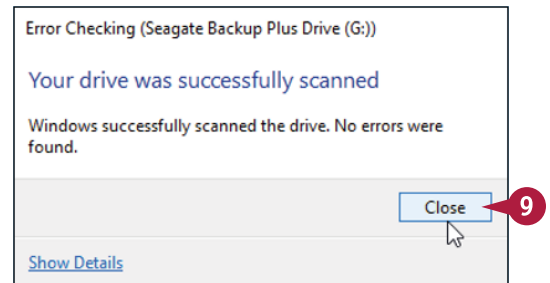 Error Checking (Seagate Backup Plus Drive (G:))
Your drive was successfully scanned
Windows successfully scanned the drive. No errors were
found.
Close
9
Show Details